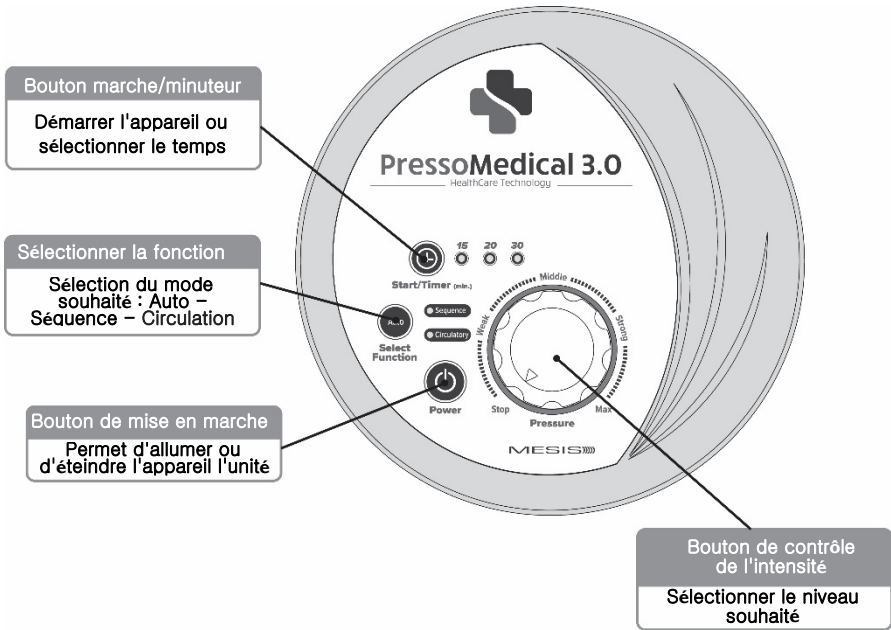 Bouton marche/minuteur
Démarrer l'appareil ou
sélectionner le temps
Sélectionner la fonction
Sélection du mode
souhaité : Auto –
Séquence – Circulation
Bouton de mise en marche
Permet d'allumer ou
d'éteindre l'appareil l'unité
PressoMedical 3.0
HealthCare Technology
15 20 30
Start/Timer (min.)
Auto
Select
Function
Sequence
Circulatory
Power
Stop
Weak
Middle
Strong
Max
Pressure
MESIS
Bouton de contrôle
de l'intensité
Sélectionner le niveau
souhaité